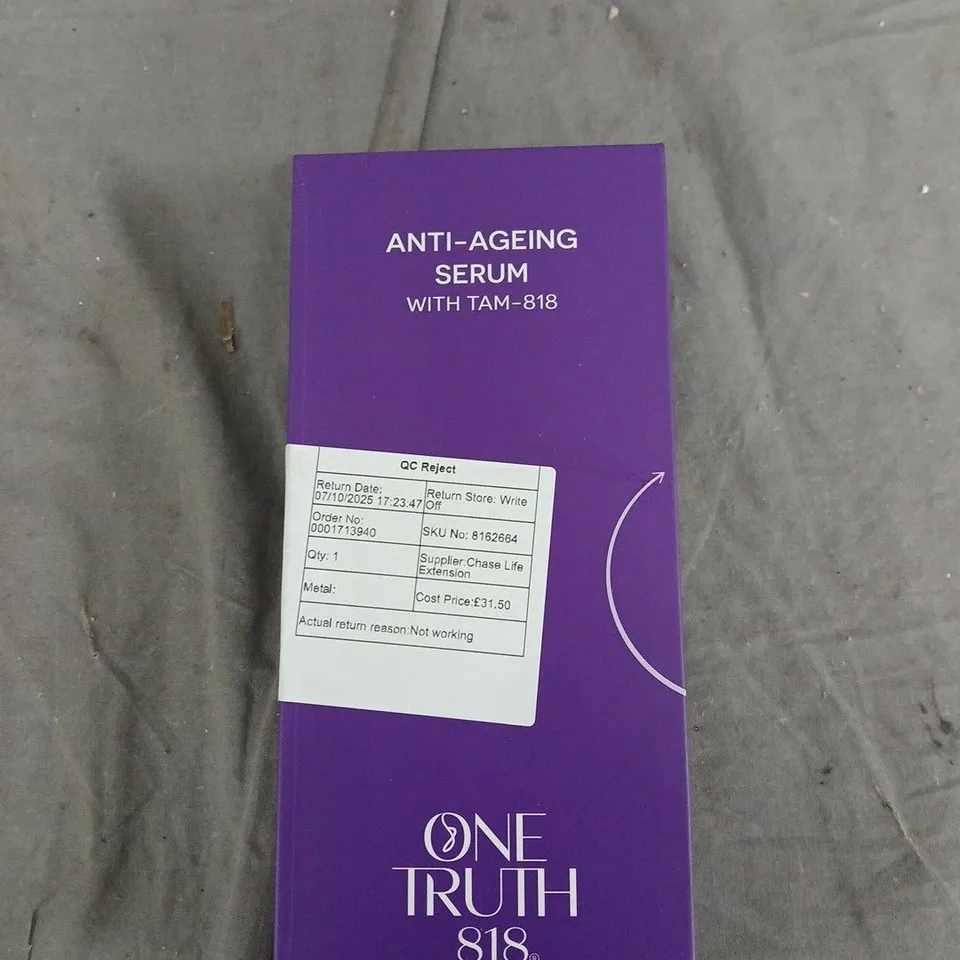 ANTI-AGEING
SERUM
WITH TAM-818
QC Reject
Return Date:
07/10/2025 17:23:47
Return Store: Write
Off
Order No:
0001713940
SKU No: 8162664
Qty: 1
Supplier:Chase Life
Extension
Metal:
Cost Price:£31.50
Actual return reason:Not working
ONE
TRUTH
818®